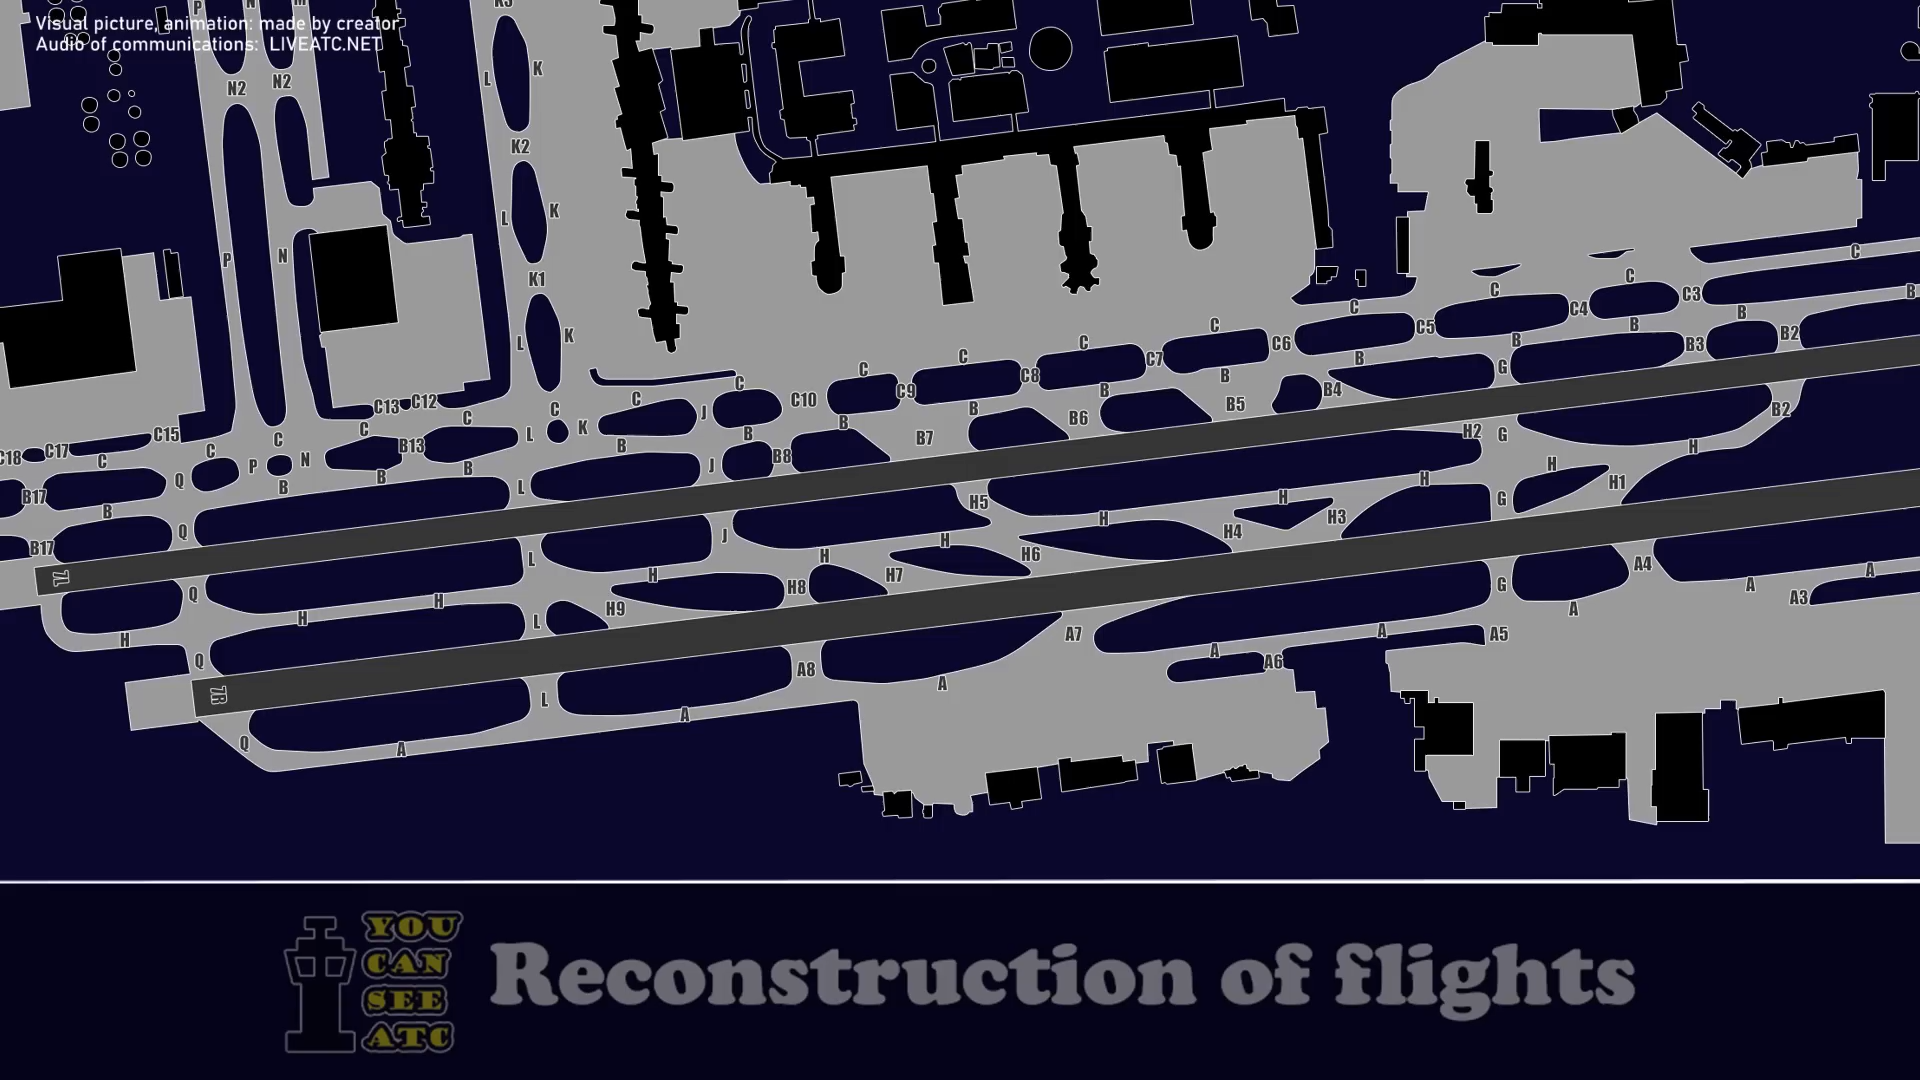 Visual picture, animation: made by creator
Audio of communications: LIVEATC.NET
P N K3
N2 N2 L K
K2
L K
P N K1
L K
C C C3 B
C C4 B B2
C C C5 B B3
C C C6 B G
C C7 B
C C8 B B4
C C9 B B5 B2
C13 C12 C C10 B B6
C J B H2 G
C K B7 H
C15 C C L B B8 H
C18 C17 C B13 B
C Q P N B J H1
B L H5 H G
B17 B B H H3
B Q J H H4
B17 L H H6
7L H H7 A
Q H H8 G A4 A
H H9 A A3
H L A7 A A5
H Q A8 A A6
7R L A
Q A A
YOU
CAN
SEE
ATC
Reconstruction of flights